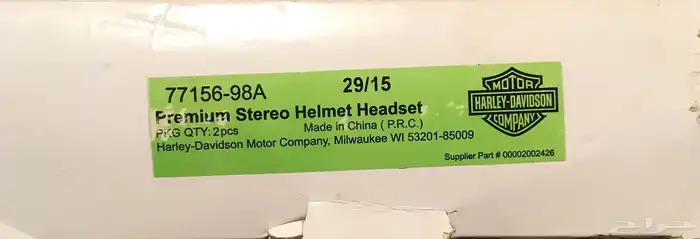 77156-98A 29/15
Premium Stereo Helmet Headset
PKG QTY: 2pcs Made in China ( P.R.C.)
Harley-Davidson Motor Company, Milwaukee WI 53201-85009
MOTOR
HARLEY-DAVIDSON
COMPANY
Supplier Part # 00002002426
حراج